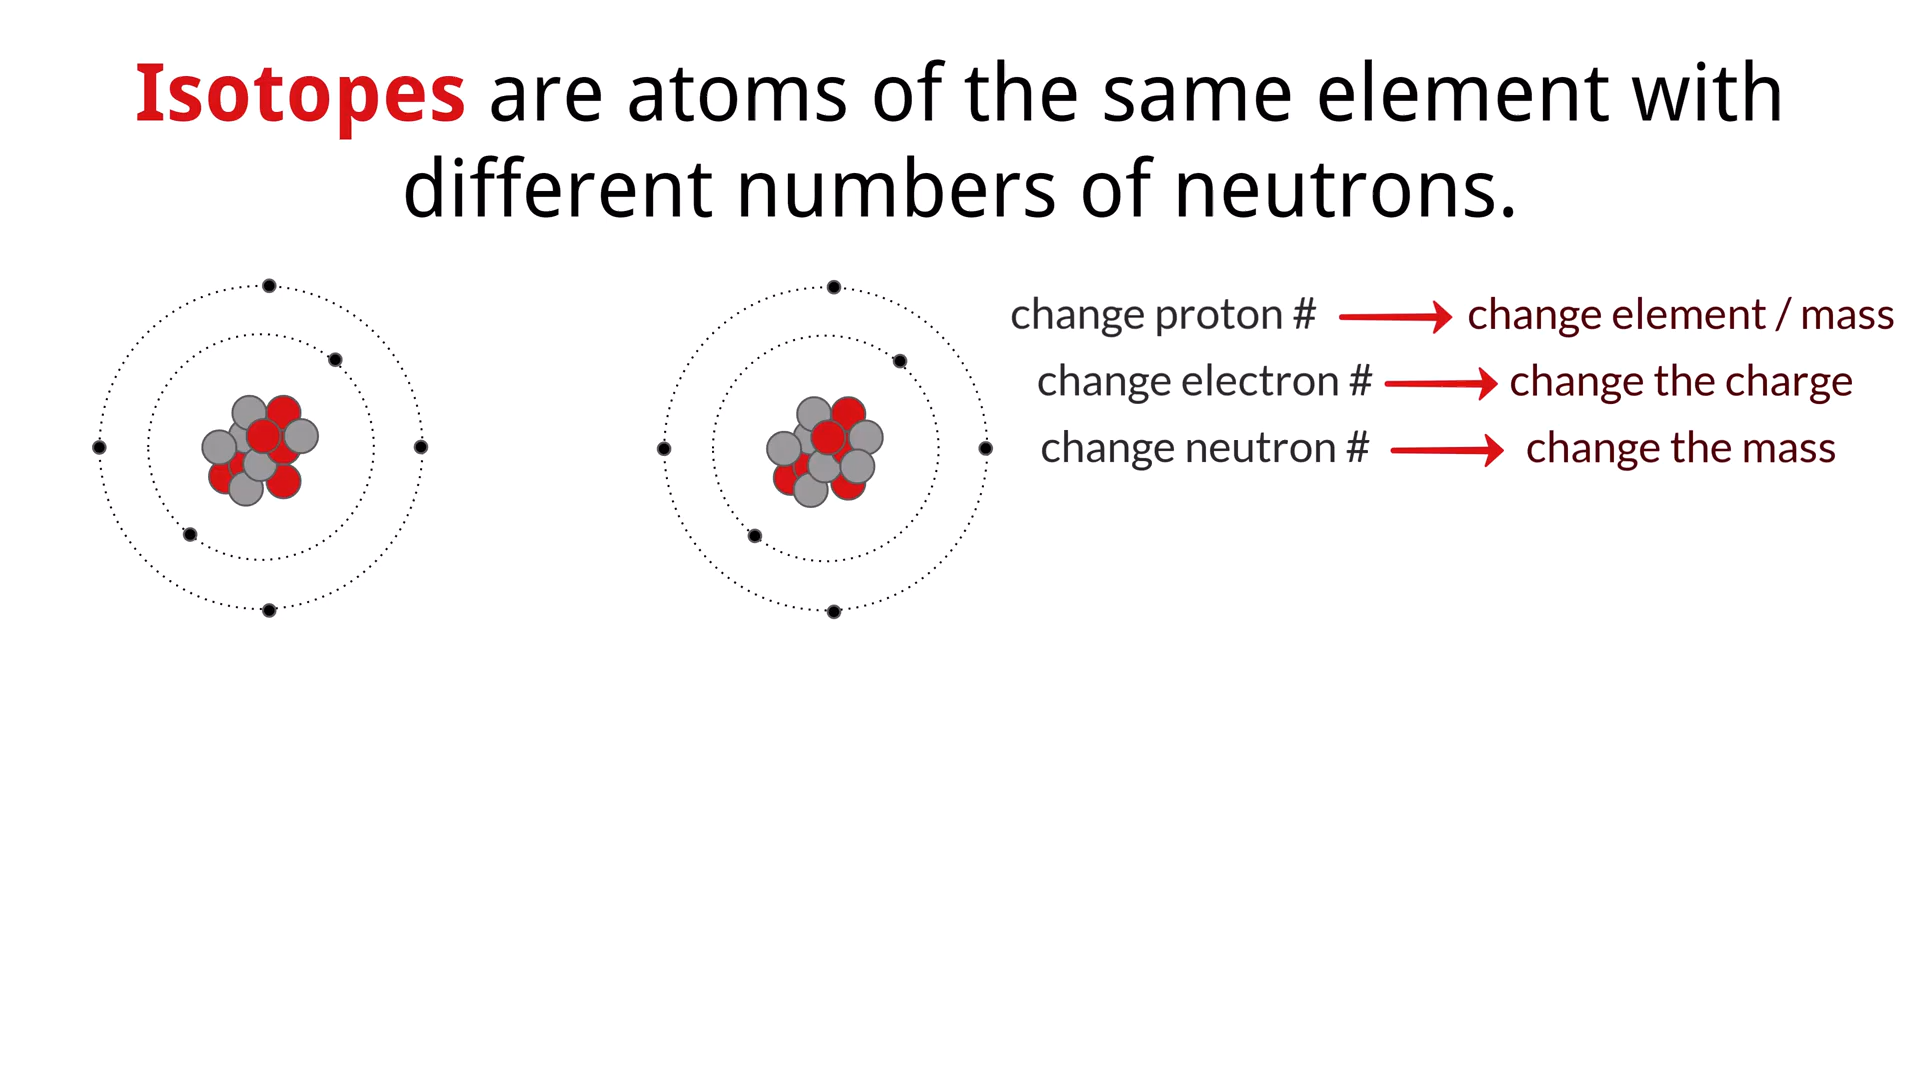 Isotopes are atoms of the same element with
different numbers of neutrons.
change proton # change element / mass
change electron # change the charge
change neutron # change the mass